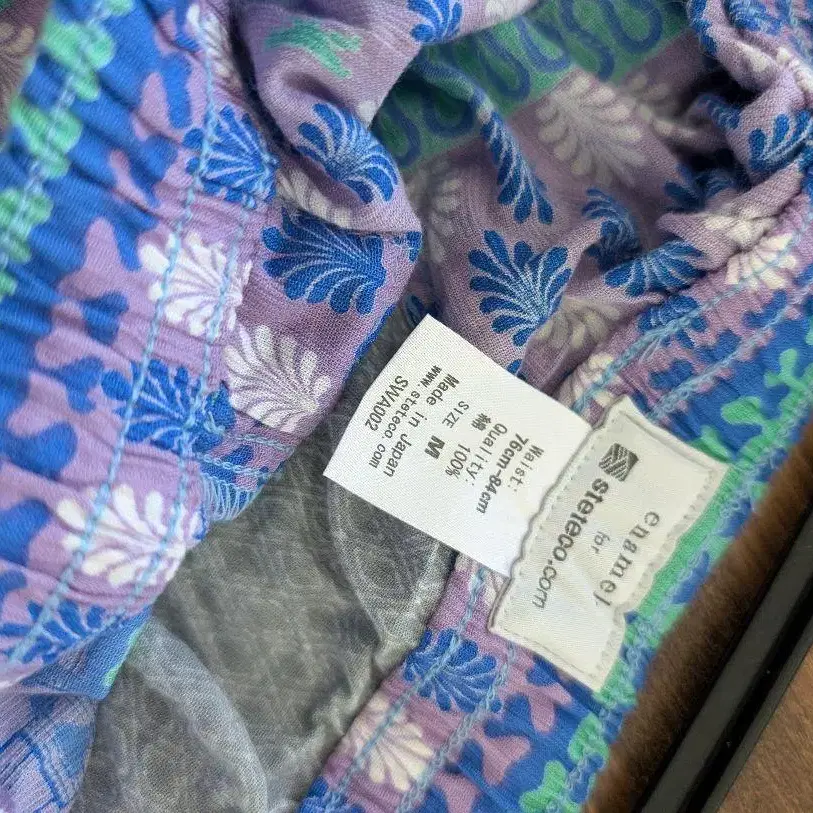 Waist:
76cm-84cm
Quality:
綿 100%
SIZE M
Made in Japan
www.steteco.com
SWA002
enamel
for
steteco.com